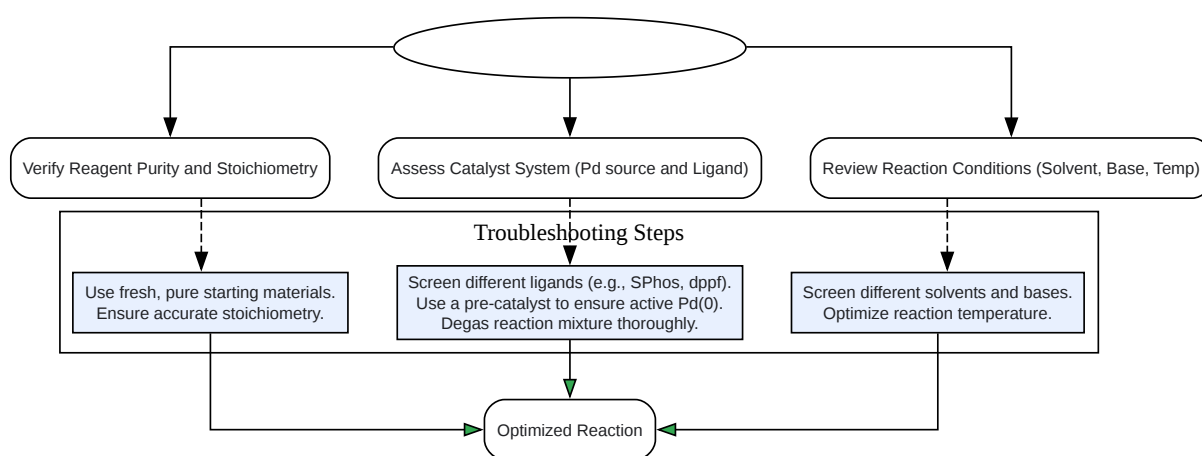 Verify Reagent Purity and Stoichiometry
Assess Catalyst System (Pd source and Ligand)
Review Reaction Conditions (Solvent, Base, Temp)
Troubleshooting Steps
Use fresh, pure starting materials.
Ensure accurate stoichiometry.
Screen different ligands (e.g., SPhos, dppf).
Use a pre-catalyst to ensure active Pd(0).
Degas reaction mixture thoroughly.
Screen different solvents and bases.
Optimize reaction temperature.
Optimized Reaction